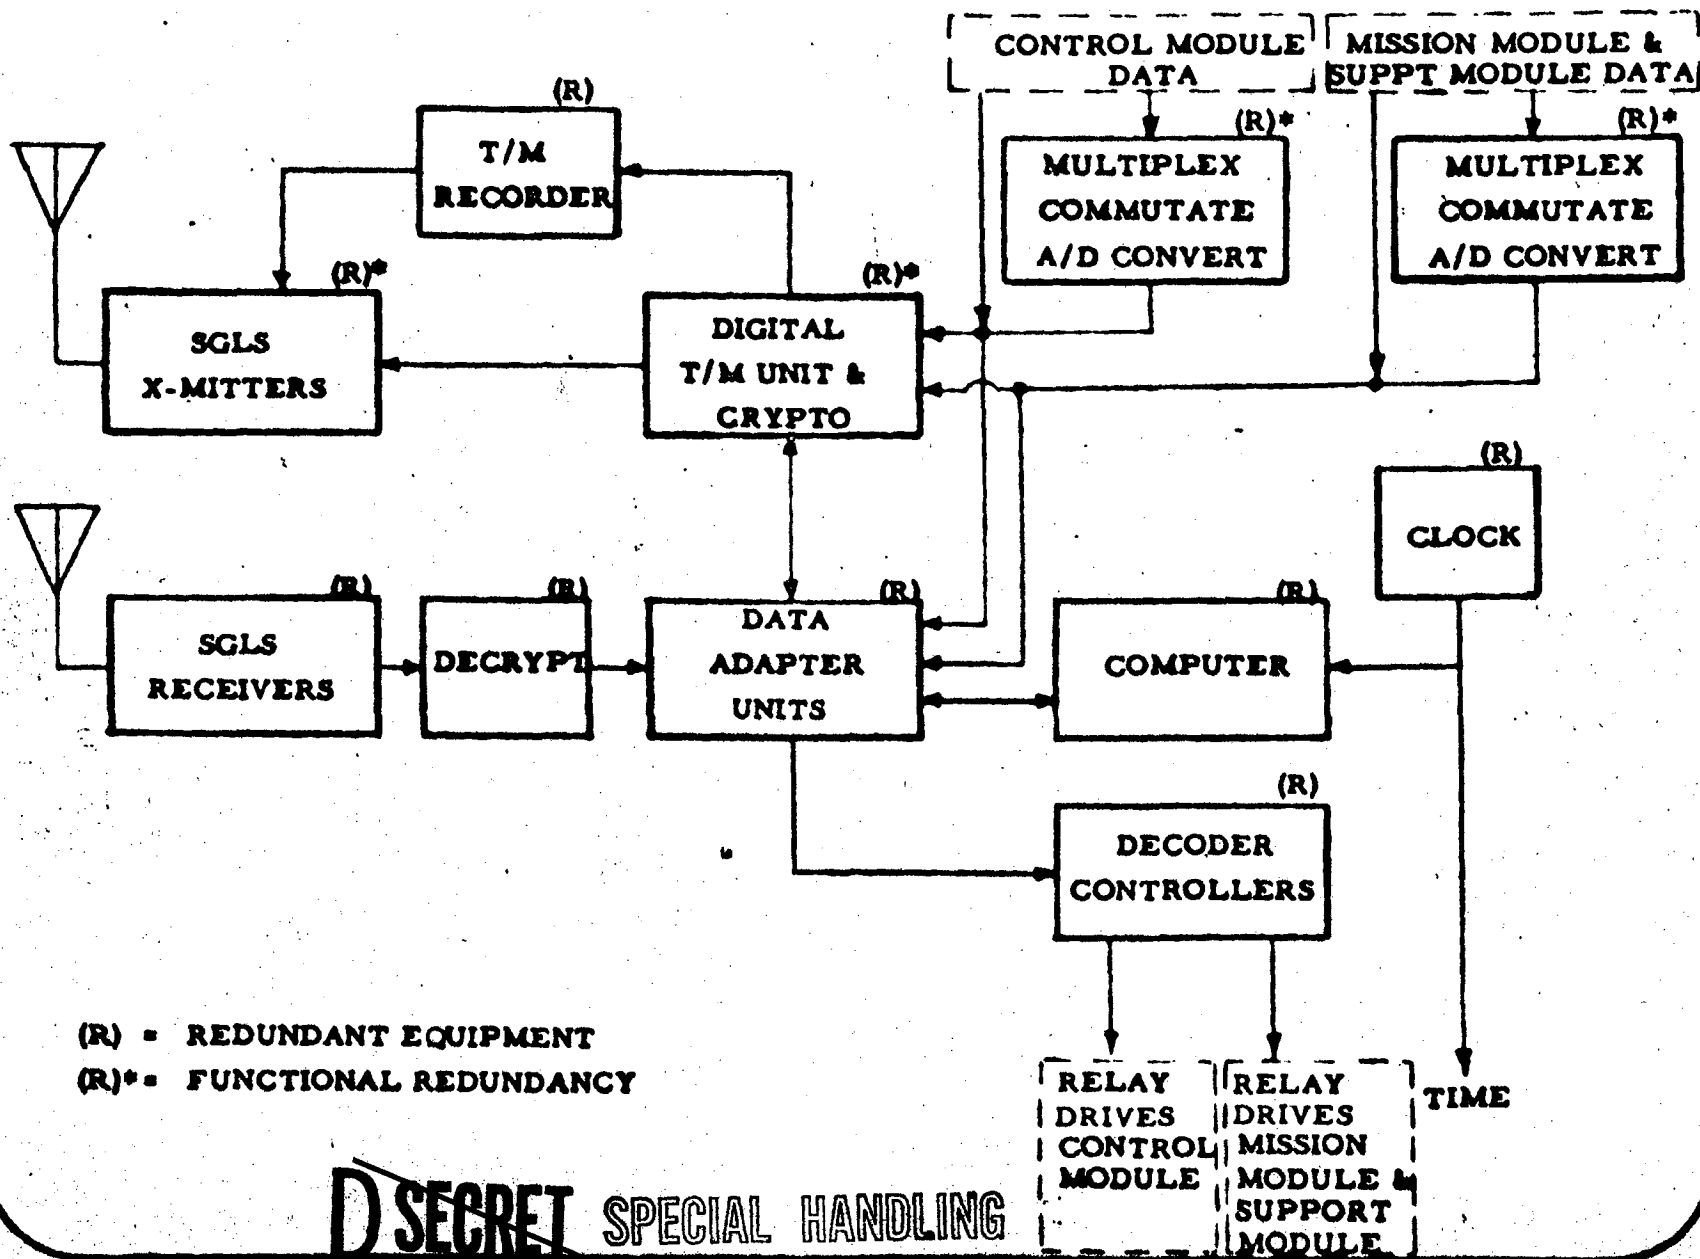 CONTROL MODULE
DATA
MISSION MODULE &
SUPPT MODULE DATA
(R)
T/M
RECORDER
(R)*
MULTIPLEX
COMMUTATE
A/D CONVERT
(R)*
MULTIPLEX
COMMUTATE
A/D CONVERT
(R)*
SGLS
X-MITTERS
(R)*
DIGITAL
T/M UNIT &
CRYPTO
(R)
CLOCK
(R)
SGLS
RECEIVERS
(R)
DECRYPT
(R)
DATA
ADAPTER
UNITS
(R)
COMPUTER
(R)
DECODER
CONTROLLERS
(R) = REDUNDANT EQUIPMENT
(R)* = FUNCTIONAL REDUNDANCY
RELAY
DRIVES
CONTROL
MODULE
RELAY
DRIVES
MISSION
MODULE &
SUPPORT
MODULE
TIME
D SECRET SPECIAL HANDLING